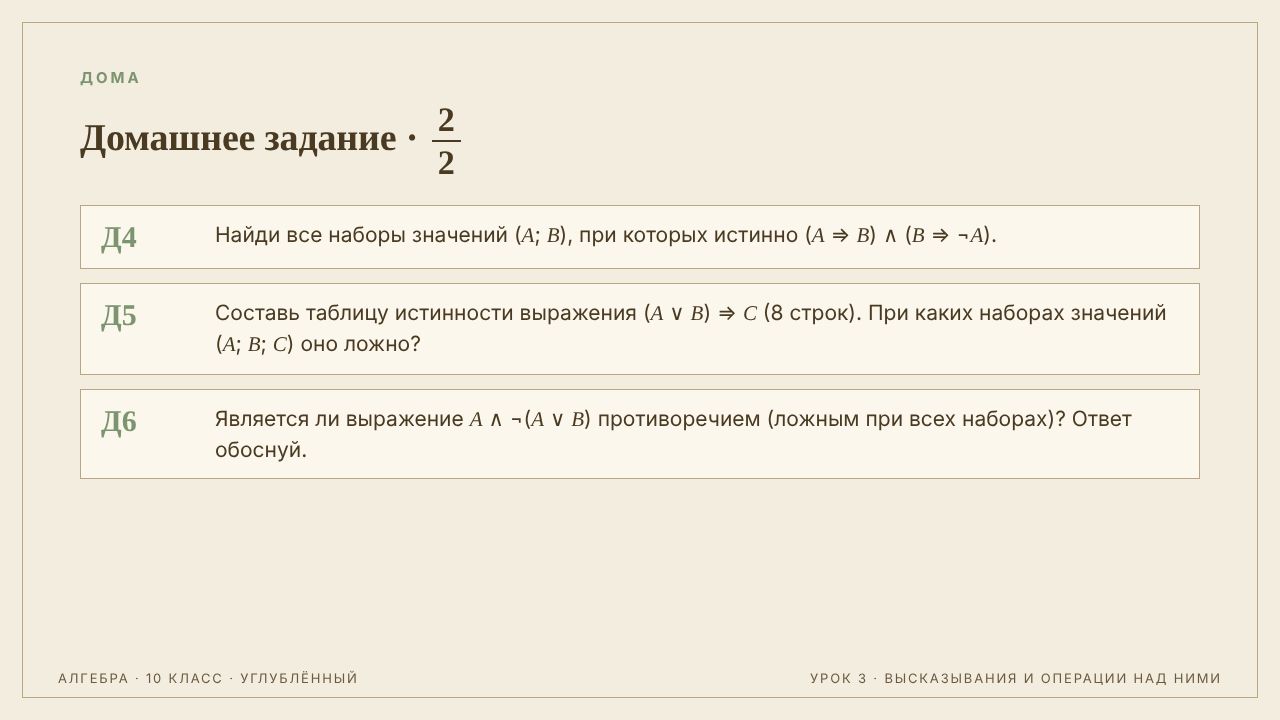 ДОМА
Домашнее задание · 2/2
Д4
Найди все наборы значений (A; B), при которых истинно (A ⇒ B) ∧ (B ⇒ ¬A).
Д5
Составь таблицу истинности выражения (A ∨ B) ⇒ C (8 строк). При каких наборах значений
(A; B; C) оно ложно?
Д6
Является ли выражение A ∧ ¬(A ∨ B) противоречием (ложным при всех наборах)? Ответ
обоснуй.
АЛГЕБРА · 10 КЛАСС · УГЛУБЛЁННЫЙ
УРОК 3 · ВЫСКАЗЫВАНИЯ И ОПЕРАЦИИ НАД НИМИ